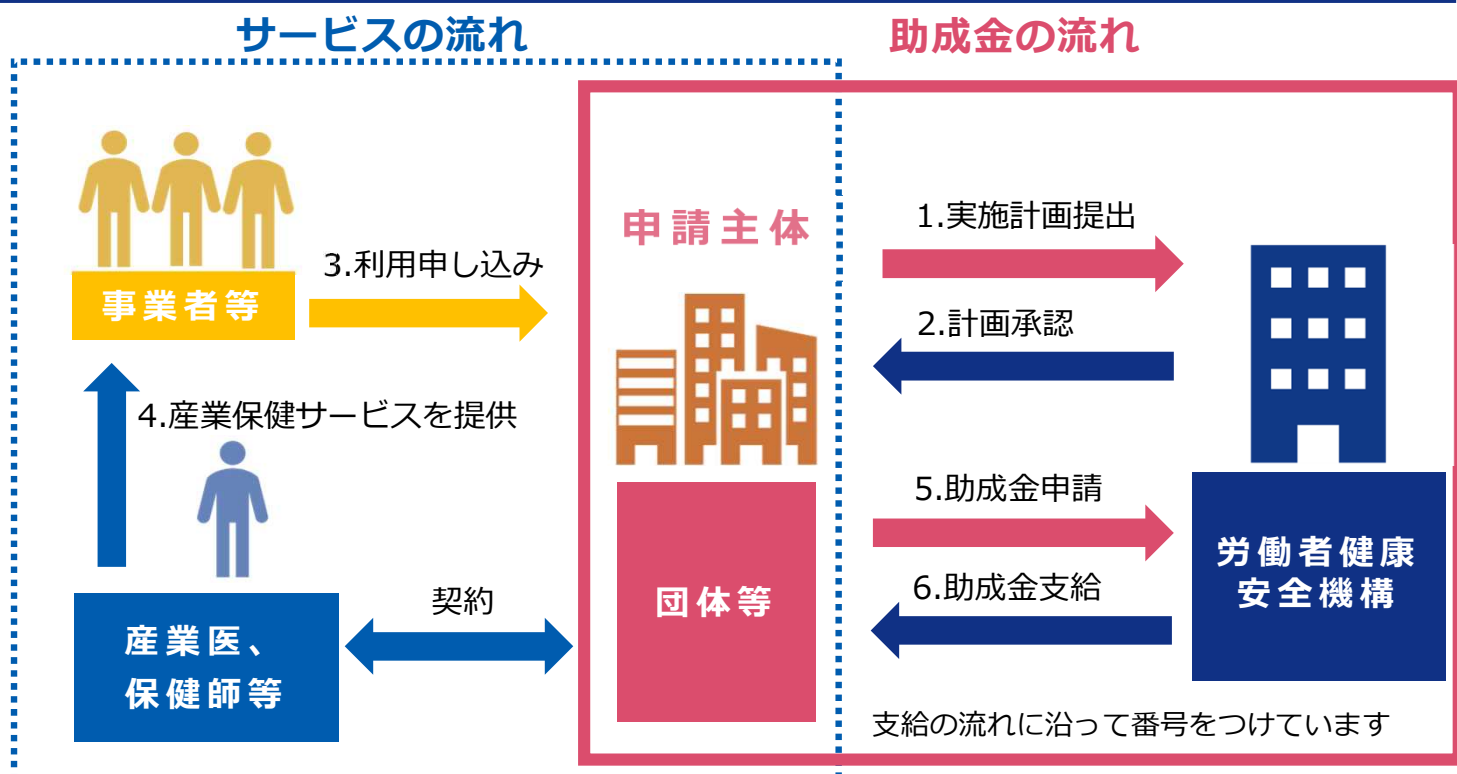 サービスの流れ
助成金の流れ
申請主体
1.実施計画提出
3.利用申し込み
事業者等
2.計画承認
4.産業保健サービスを提供
5.助成金申請
労働者健康
安全機構
契約
団体等
6.助成金支給
産業医、
保健師等
支給の流れに沿って番号をつけています